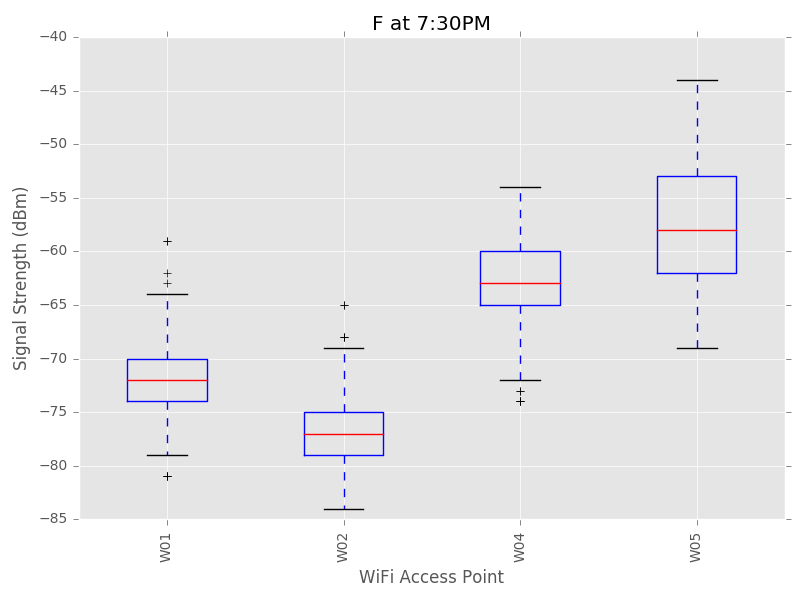 F at 7:30PM
−40
−45
−50
−55
−60
−65
−70
−75
−80
−85
Signal Strength (dBm)
W01
W02
W04
W05
WiFi Access Point